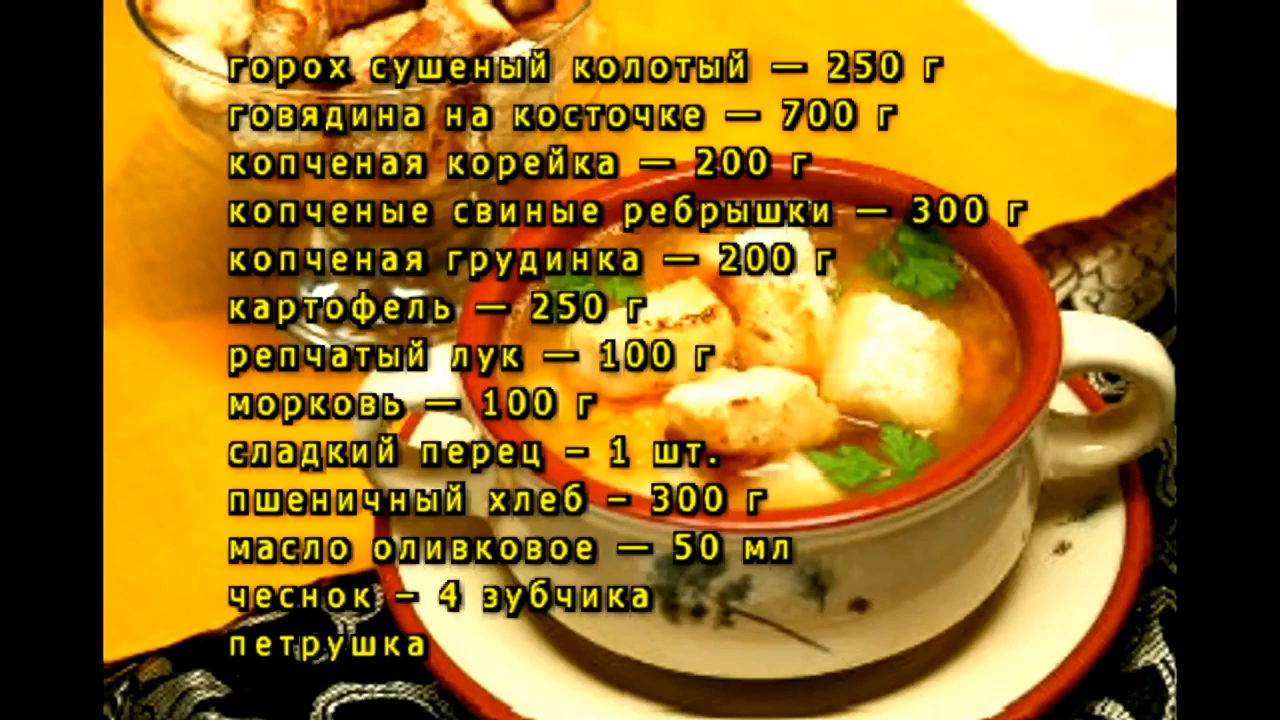 горох сушеный колотый — 250 г
говядина на косточке — 700 г
копченая корейка — 200 г
копченые свиные ребрышки — 300 г
копченая грудинка — 200 г
картофель — 250 г
репчатый лук — 100 г
морковь — 100 г
сладкий перец – 1 шт.
пшеничный хлеб – 300 г
масло оливковое — 50 мл
чеснок – 4 зубчика
петрушка